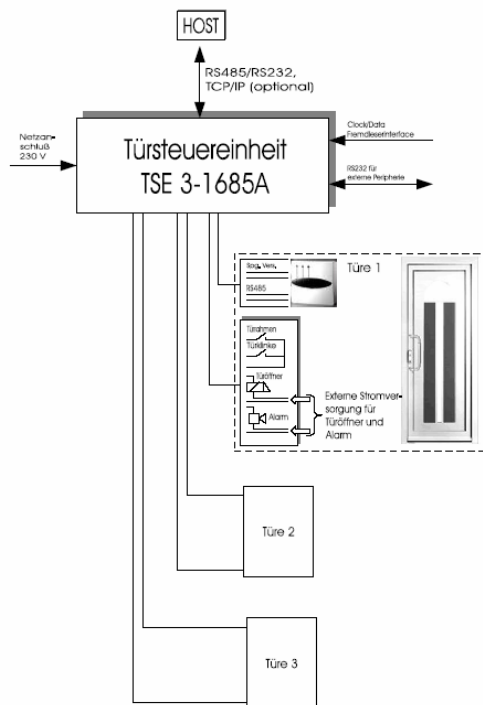 HOST
RS485/RS232,
TCP/IP (optional)
Netzan-
schluß
230 V
Türsteuereinheit
TSE 3-1685A
Clock/Data
Fremdleserinterface
RS232 für
externe Peripherie
RS485
Türe 1
Türrahmen
Türklinke
Türöffner
Alarm
Externe Stromver-
sorgung für
Türöffner und
Alarm
Türe 2
Türe 3